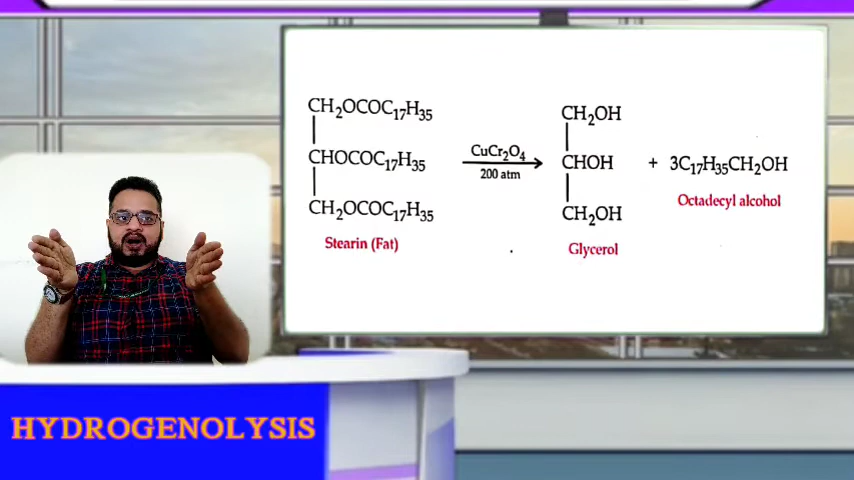 CH₂OCOC₁₇H₃₅
CHOCOC₁₇H₃₅
CH₂OCOC₁₇H₃₅
Stearin (Fat)
CuCr₂O₄
200 atm
CH₂OH
CHOH
CH₂OH
Glycerol
+ 3C₁₇H₃₅CH₂OH
Octadecyl alcohol
HYDROGENOLYSIS